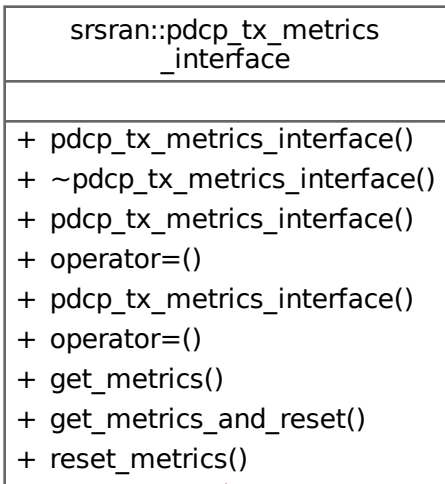 srsran::pdcp_tx_metrics
_interface
+ pdcp_tx_metrics_interface()
+ ~pdcp_tx_metrics_interface()
+ pdcp_tx_metrics_interface()
+ operator=()
+ pdcp_tx_metrics_interface()
+ operator=()
+ get_metrics()
+ get_metrics_and_reset()
+ reset_metrics()